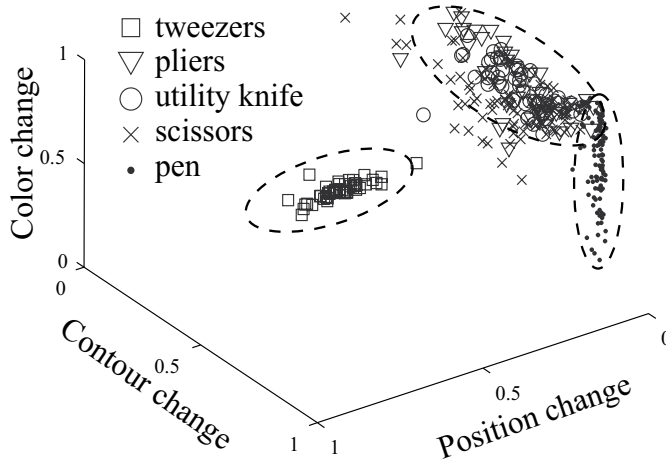 tweezers
pliers
utility knife
scissors
pen
1
0.5
0
Color change
0
0.5
1
Contour change
1
0.5
0
Position change